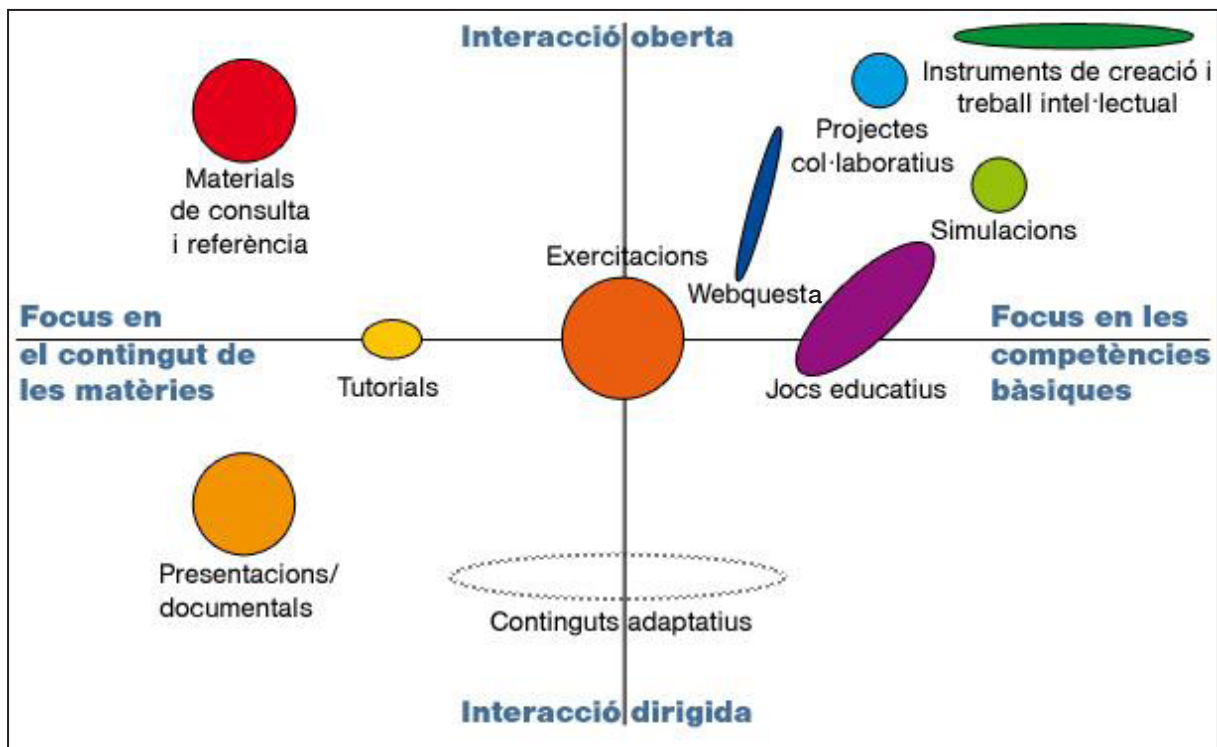 Interacció oberta
Instruments de creació i
treball intel·lectual
Projectes
col·laboratius
Materials
de consulta
i referència
Simulacions
Exercitacions
Webquesta
Focus en
el contingut de
les matèries
Focus en les
competències
bàsiques
Tutorials
Jocs educatius
Presentacions/
documentals
Continguts adaptatius
Interacció dirigida